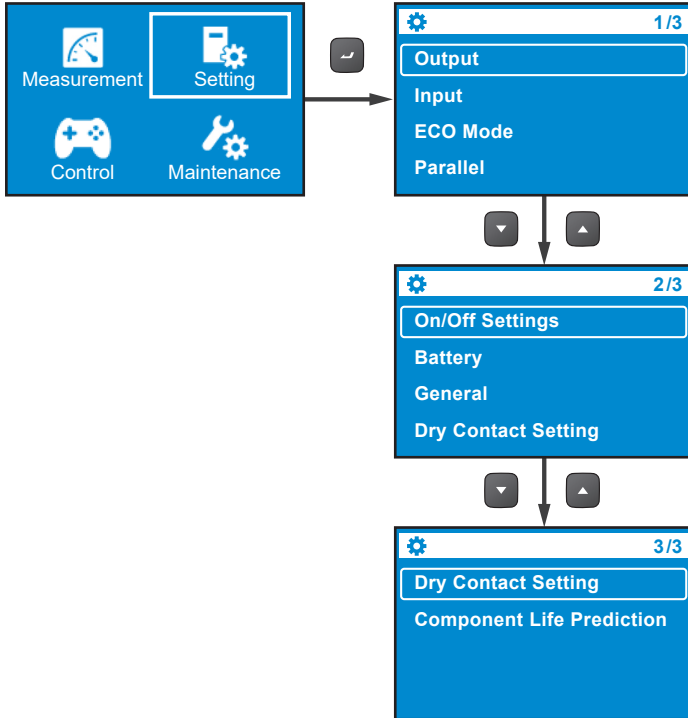 Measurement
Setting
Control
Maintenance
1/3
Output
Input
ECO Mode
Parallel
2/3
On/Off Settings
Battery
General
Dry Contact Setting
3/3
Dry Contact Setting
Component Life Prediction